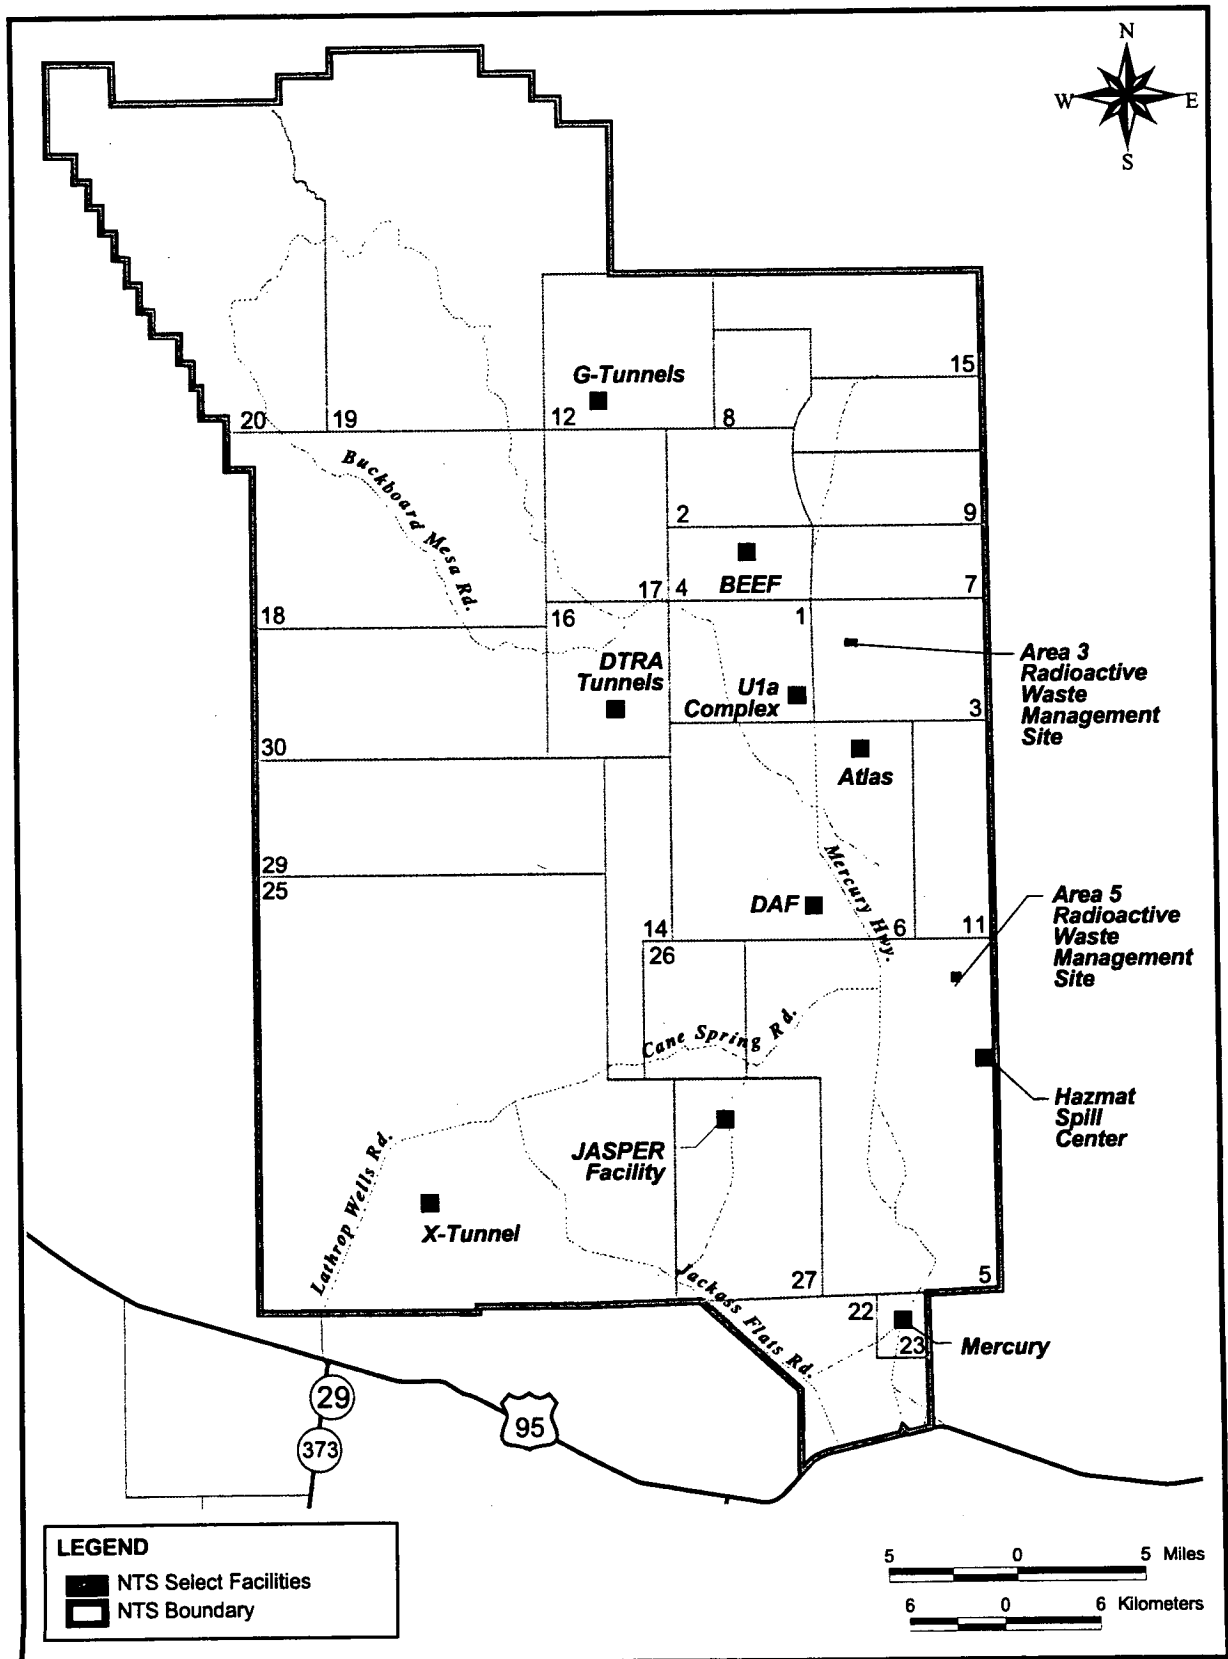 N
W E
S
15
G-Tunnels
20 19 12 8
Buckboard Mesa Rd.
2 9
BEEF
17 4 7
18 16 1
DTRA
Tunnels
U1a
Complex
3
Area 3
Radioactive
Waste
Management
Site
30
Atlas
29
25
Mercury Hwy.
DAF
14 6 11
26
Area 5
Radioactive
Waste
Management
Site
Cane Spring Rd.
Hazmat
Spill
Center
JASPER
Facility
Lathrop Wells Rd.
X-Tunnel
Jackass Flats Rd.
27 5
22
23
Mercury
29
373
95
LEGEND
NTS Select Facilities
NTS Boundary
5 0 5 Miles
6 0 6 Kilometers